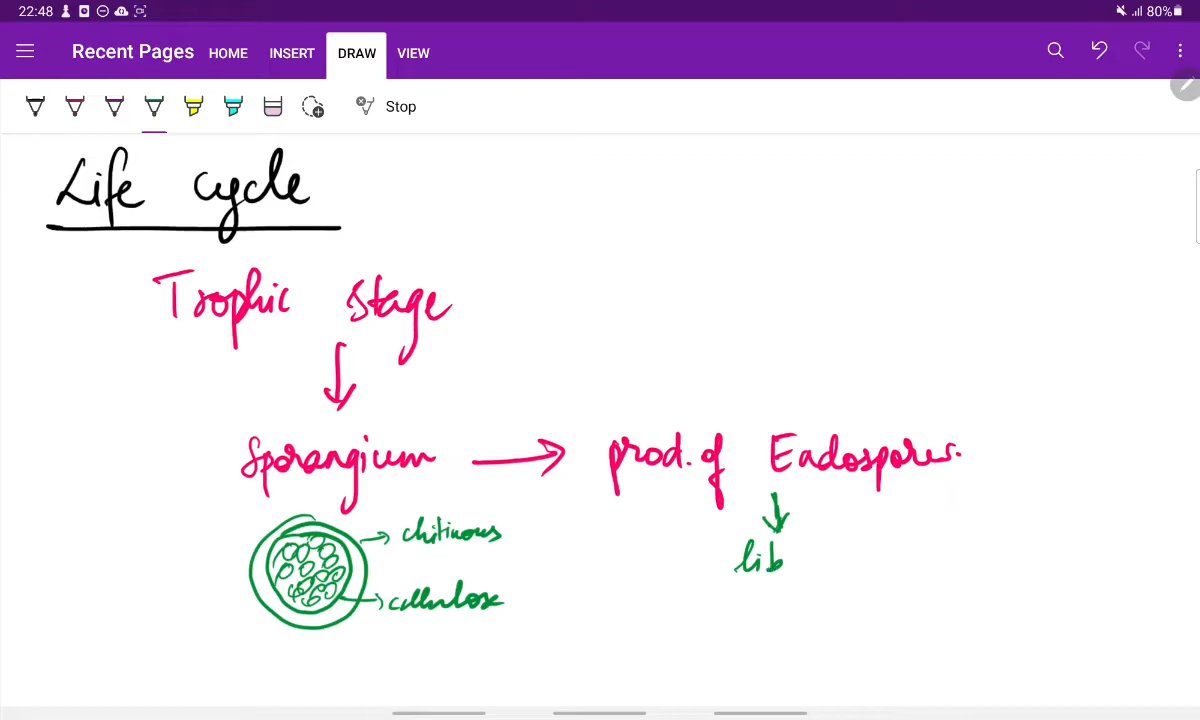 22:48 80%
Recent Pages HOME INSERT DRAW VIEW
Stop
Life cycle
Trophic stage
Sporangium → prod. of Endospores.
chitinous
lib
cellulose